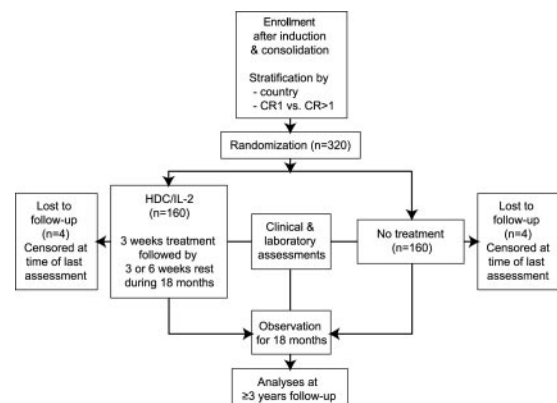 Enrollment
after induction
& consolidation
Stratification by
- country
- CR1 vs. CR>1
Randomization (n=320)
Lost to
follow-up
(n=4)
Censored at
time of last
assessment
HDC/IL-2
(n=160)
3 weeks treatment
followed by
3 or 6 weeks rest
during 18 months
Clinical &
laboratory
assessments
No treatment
(n=160)
Lost to
follow-up
(n=4)
Censored at
time of last
assessment
Observation
for 18 months
Analyses at
≥3 years follow-up